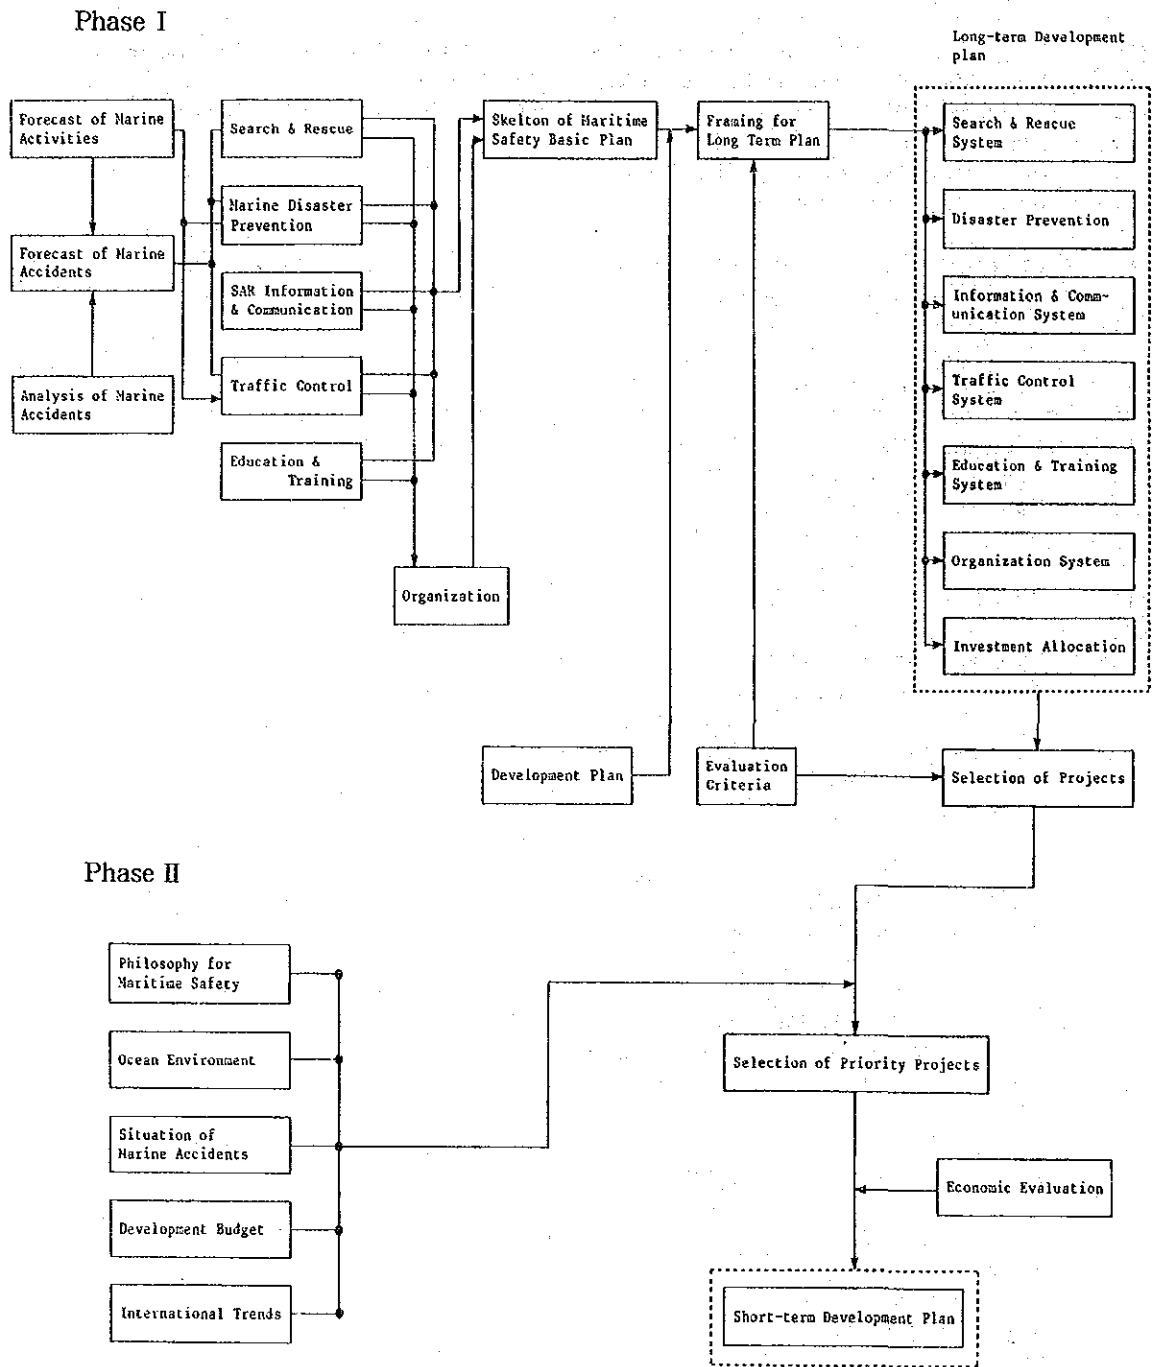 Phase I
Long-term Development
plan
Forecast of Marine
Activities
Search & Rescue
Skelton of Maritime
Safety Basic Plan
Framing for
Long Term Plan
Search & Rescue
System
Marine Disaster
Prevention
Disaster Prevention
Forecast of Marine
Accidents
SAR Information
& Communication
Information & Comm-
unication System
Analysis of Marine
Accidents
Traffic Control
Traffic Control
System
Education &
Training
Education & Training
System
Organization
Organization System
Investment Allocation
Development Plan
Evaluation
Criteria
Selection of Projects
Phase II
Philosophy for
Maritime Safety
Ocean Environment
Selection of Priority Projects
Situation of
Marine Accidents
Economic Evaluation
Development Budget
International Trends
Short-term Development Plan